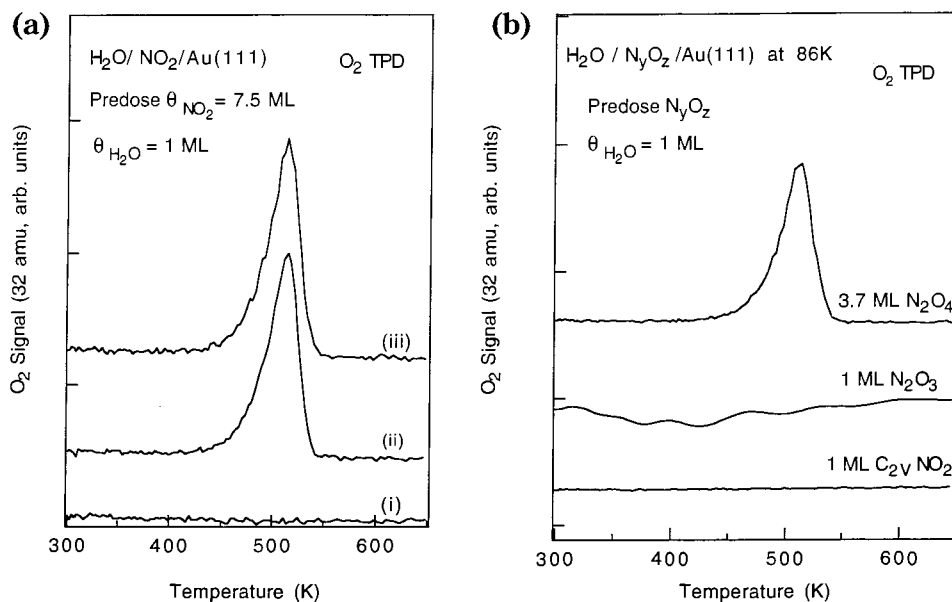 (a)
H2O/ NO2/Au(111)
O2 TPD
Predose θ NO2 = 7.5 ML
θ H2O = 1 ML
(iii)
(ii)
(i)
O2 Signal (32 amu, arb. units)
300 400 500 600
Temperature (K)
(b)
H2O / NyOz /Au(111) at 86K
O2 TPD
Predose NyOz
θ H2O = 1 ML
3.7 ML N2O4
1 ML N2O3
1 ML C2V NO2
O2 Signal (32 amu, arb. units)
300 400 500 600
Temperature (K)